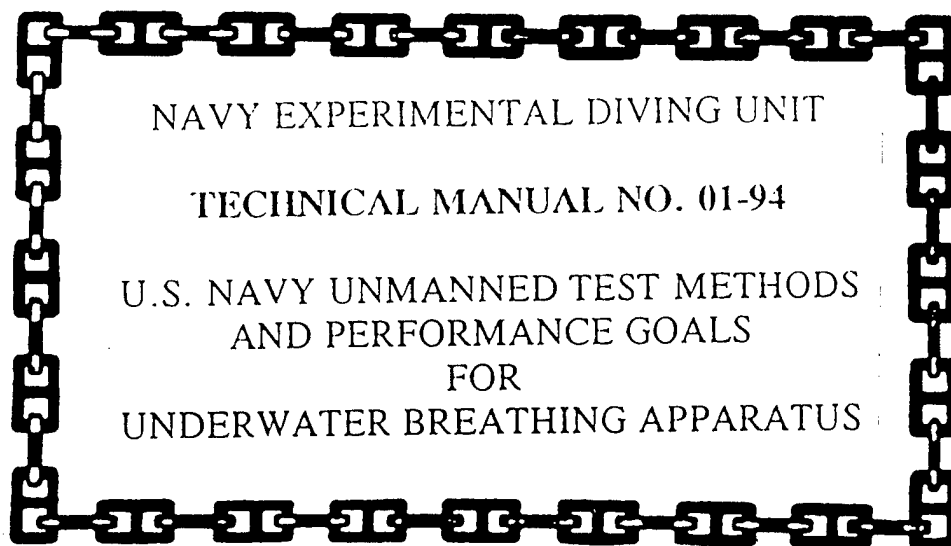 NAVY EXPERIMENTAL DIVING UNIT
TECHNICAL MANUAL NO. 01-94
U.S. NAVY UNMANNED TEST METHODS
AND PERFORMANCE GOALS
FOR
UNDERWATER BREATHING APPARATUS